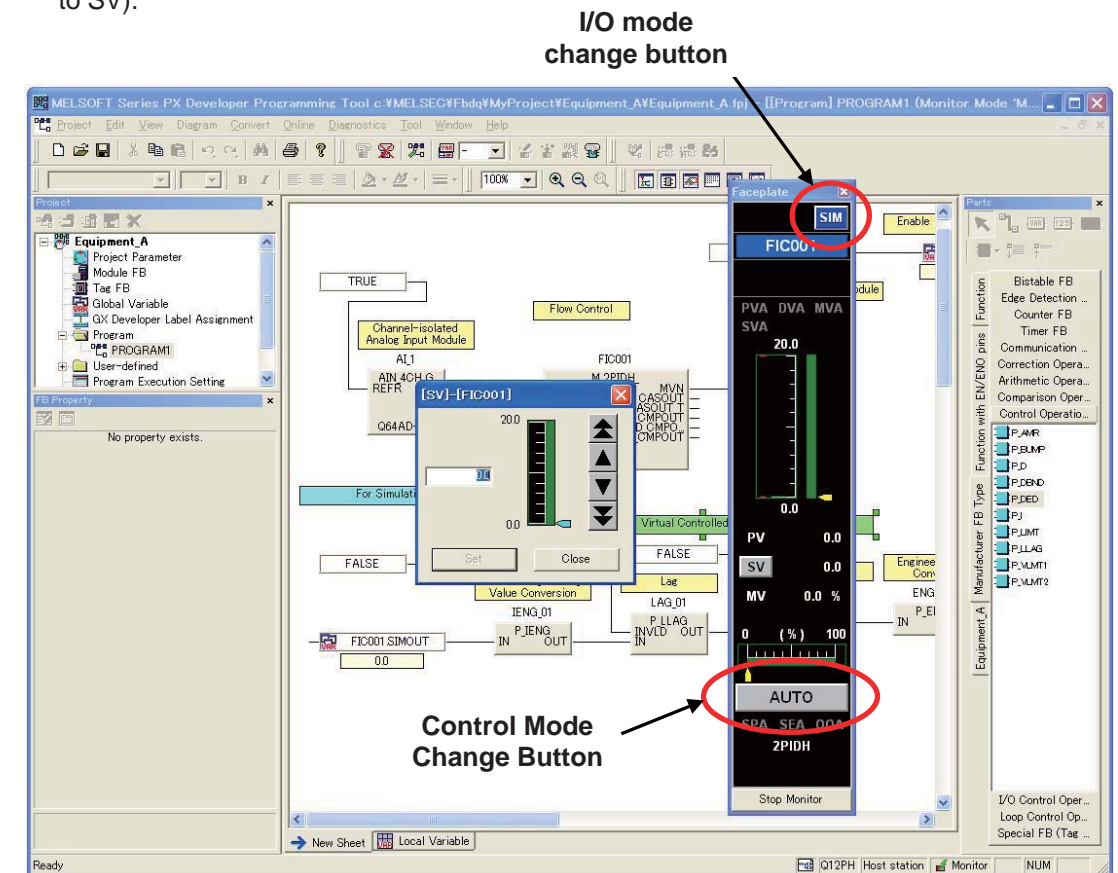 to SV).
I/O mode
change button
MELSOFT Series PX Developer Programming Tool c:¥MELSEC¥Fbdq¥MyProject¥Equipment_A¥Equipment_A.fpj - [[Program] PROGRAM1 (Monitor Mode 'M...
Project Edit View Diagram Convert Online Diagnostics Tool Window Help
100%
Project
Equipment_A
Project Parameter
Module FB
Tag FB
Global Variable
GX Developer Label Assignment
Program
PROGRAM1
User-defined
Program Execution Setting
FB Property
No property exists.
TRUE
Flow Control
Channel-isolated
Analog Input Module
AI_1
AIN_4CH_G
REFR
Q64AD-
FIC001
M_2PIDH_
MVN
CASOUT
CASOUT_T
CMPOUT
For Simulati
FALSE
Value Conversion
IENG_01
P_IENG
IN OUT
FIC001.SIMOUT
0.0
Virtual Controlled
FALSE
Lag
LAG_01
P_LLAG
INVLD OUT
IN
Enable
odule
Enginee
Conv
ENG
P_E
IN
[SV]-[FIC001]
20.0
0.0
Set Close
Faceplate
SIM
FIC001
PVA DVA MVA
SVA
20.0
0.0
PV 0.0
SV 0.0
MV 0.0 %
0 (%) 100
AUTO
SPA SEA OOA
2PIDH
Stop Monitor
Control Mode
Change Button
Parts
VAR 123
Function
Function with EN/ENO pins
Manufacturer FB Type
Equipment_A
Bistable FB
Edge Detection ...
Counter FB
Timer FB
Communication ...
Correction Opera...
Arithmetic Opera...
Comparison Oper...
Control Operatio...
P_AMR
P_BUMP
P_D
P_DBND
P_DED
P_I
P_LIMT
P_LLAG
P_VLMT1
P_VLMT2
I/O Control Oper...
Loop Control Op...
Special FB (Tag ...
New Sheet Local Variable
Ready Q12PH Host station Monitor NUM